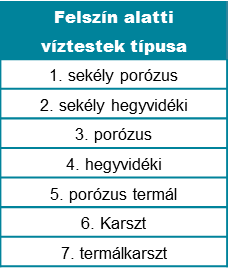 Felszín alatti
víztestek típusa
1. sekély porózus
2. sekély hegyvidéki
3. porózus
4. hegyvidéki
5. porózus termál
6. Karszt
7. termálkarszt